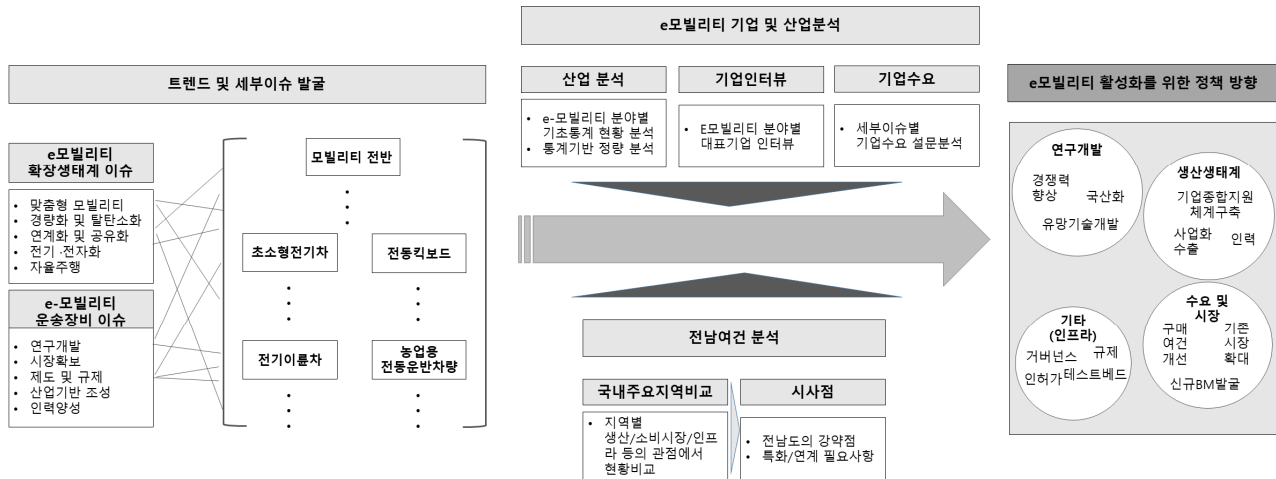 트렌드 및 세부이슈 발굴
e모빌리티
확장생태계 이슈
• 맞춤형 모빌리티
• 경량화 및 탈탄소화
• 연계화 및 공유화
• 전기·전자화
• 자율주행
e-모빌리티
운송장비 이슈
• 연구개발
• 시장확보
• 제도 및 규제
• 산업기반 조성
• 인력양성
모빌리티 전반
초소형전기차
전동킥보드
전기이륜차
농업용
전동운반차량
e모빌리티 기업 및 산업분석
산업 분석
• e-모빌리티 분야별
기초통계 현황 분석
• 통계기반 정량 분석
기업인터뷰
• E모빌리티 분야별
대표기업 인터뷰
기업수요
• 세부이슈별
기업수요 설문분석
전남여건 분석
국내주요지역비교
• 지역별
생산/소비시장/인프
라 등의 관점에서
현황비교
시사점
• 전남도의 강약점
• 특화/연계 필요사항
e모빌리티 활성화를 위한 정책 방향
연구개발
경쟁력
향상
국산화
유망기술개발
생산생태계
기업종합지원
체계구축
사업화
수출
인력
기타
(인프라)
거버넌스
규제
인허가
테스트베드
수요 및
시장
구매
여건
개선
기존
시장
확대
신규BM발굴